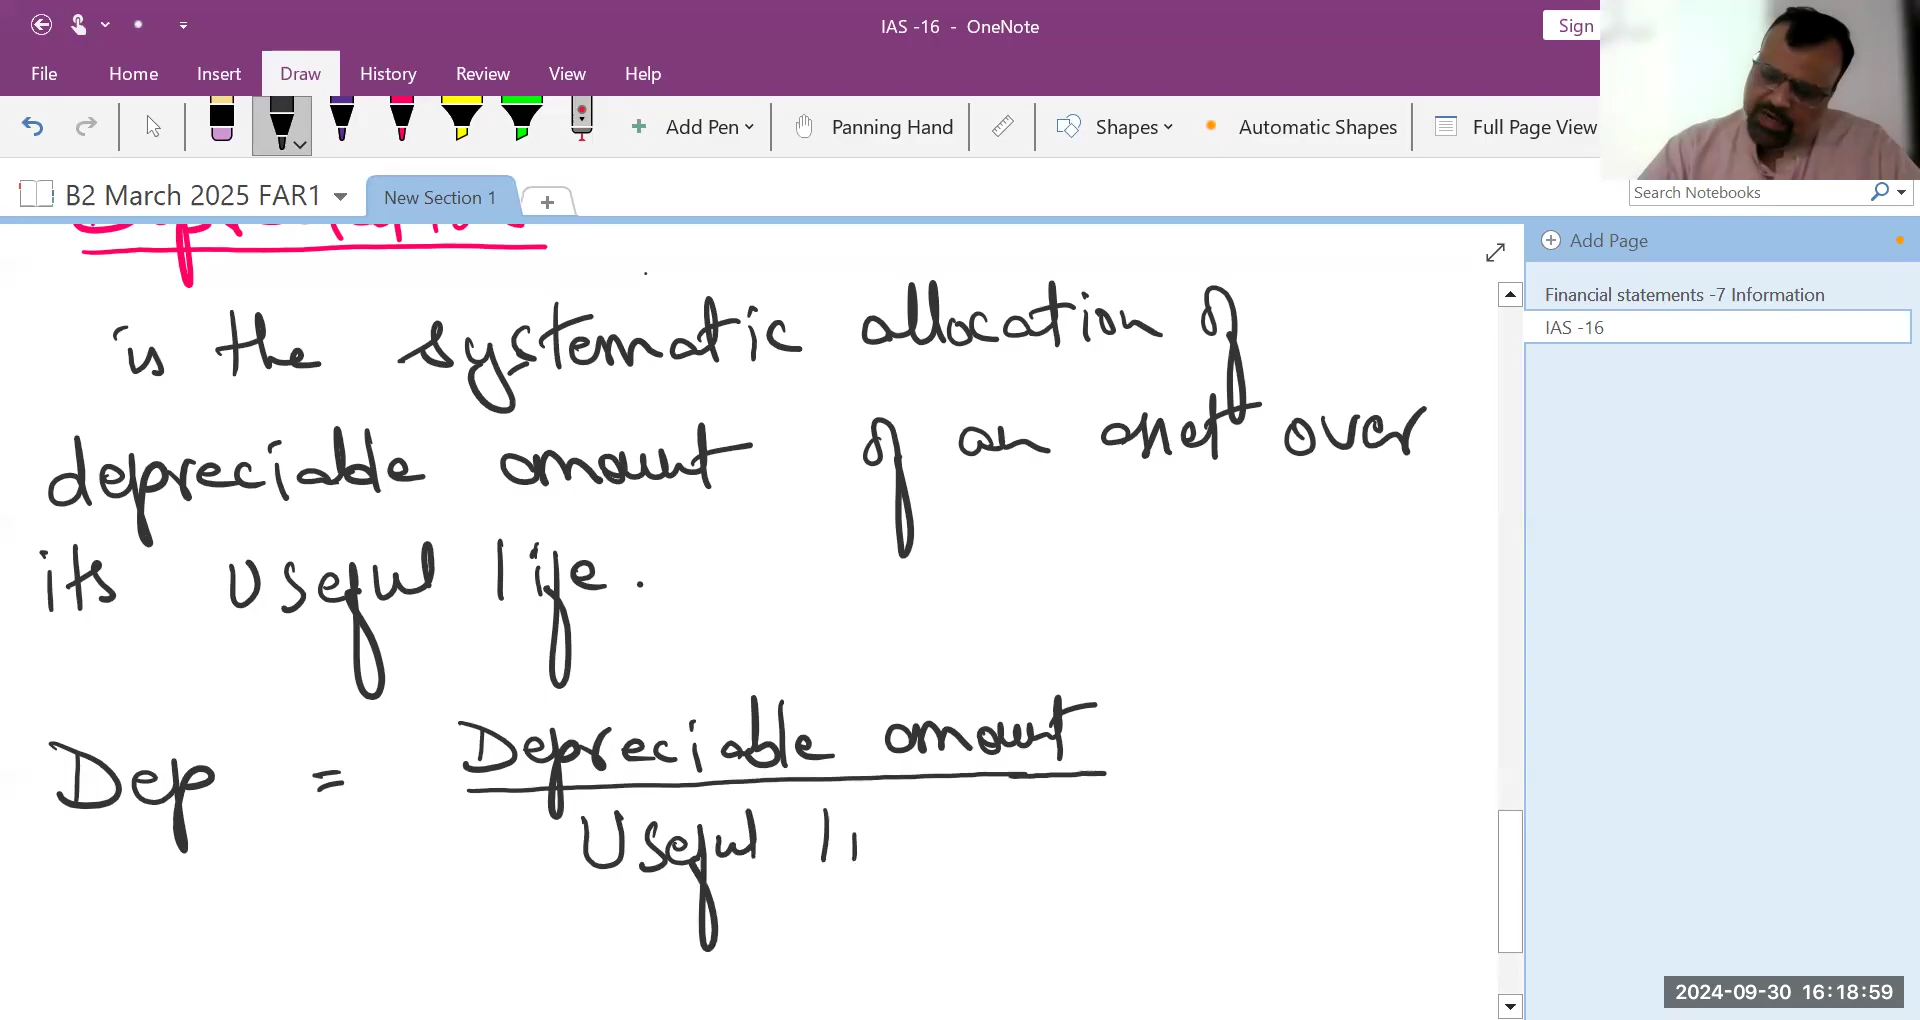 IAS -16 - OneNote
Sign
File Home Insert Draw History Review View Help
Add Pen Panning Hand Shapes Automatic Shapes Full Page View
B2 March 2025 FAR1 New Section 1
Search Notebooks
Add Page
Financial statements -7 Information
IAS -16
is the systematic allocation of
depreciable amount of an asset over
its Useful life.
Dep = Depreciable amount
Useful li
2024-09-30 16:18:59